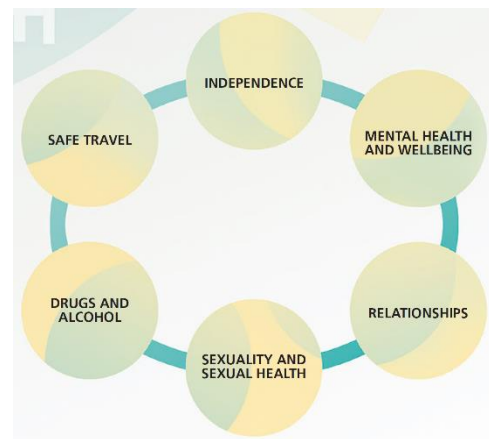 INDEPENDENCE
MENTAL HEALTH
AND WELLBEING
RELATIONSHIPS
SEXUALITY AND
SEXUAL HEALTH
DRUGS AND
ALCOHOL
SAFE TRAVEL